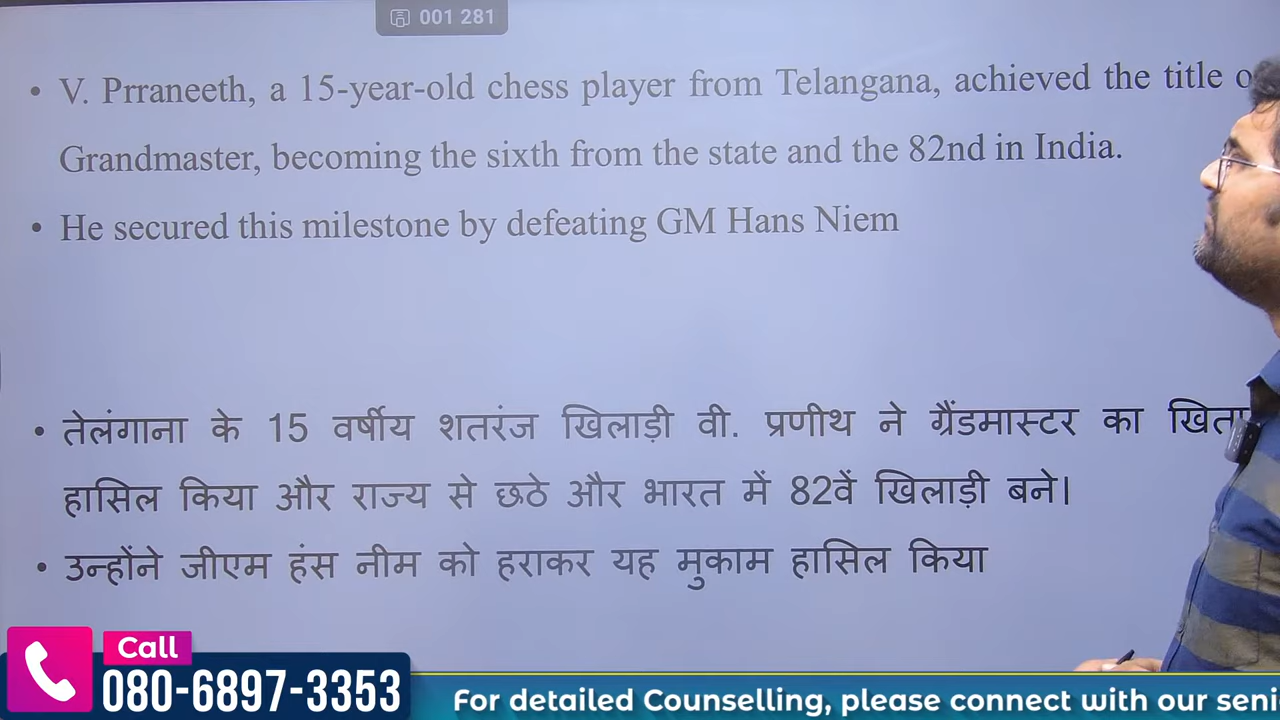 001 281
• V. Prraneeth, a 15-year-old chess player from Telangana, achieved the title
Grandmaster, becoming the sixth from the state and the 82nd in India.
• He secured this milestone by defeating GM Hans Niem
• तेलंगाना के 15 वर्षीय शतरंज खिलाड़ी वी. प्रणीथ ने ग्रैंडमास्टर का
हासिल किया और राज्य से छठे और भारत में 82वें खिलाड़ी बने।
• उन्होंने जीएम हंस नीम को हराकर यह मुकाम हासिल किया
Call
080-6897-3353
For detailed Counselling, please connect with our seni